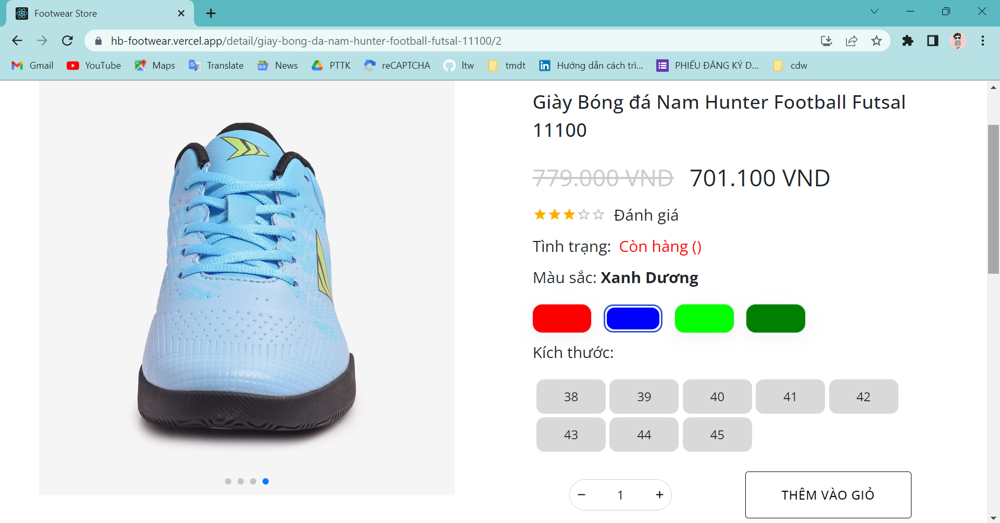 Footwear Store
hb-footwear.vercel.app/detail/giay-bong-da-nam-hunter-football-futsal-11100/2
Gmail YouTube Maps Translate News PTTK reCAPTCHA ltw tmdt Hướng dẫn cách trì... PHIẾU ĐĂNG KÝ D... cdw
Giày Bóng đá Nam Hunter Football Futsal
11100
779.000 VND 701.100 VND
Đánh giá
Tình trạng: Còn hàng ()
Màu sắc: Xanh Dương
Kích thước:
38 39 40 41 42
43 44 45
− 1 + THÊM VÀO GIỎ